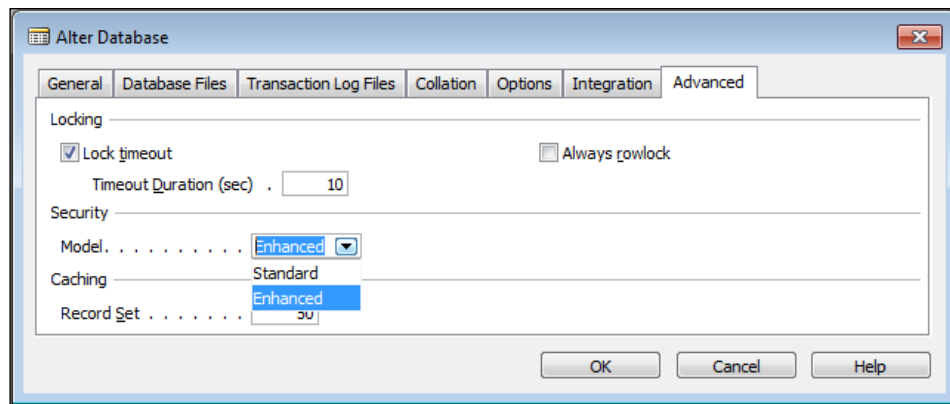 Alter Database
General Database Files Transaction Log Files Collation Options Integration Advanced
Locking
Lock timeout Always rowlock
Timeout Duration (sec) . 10
Security
Model. . . . . . . . . . Enhanced
Standard
Caching
Enhanced
Record Set . . . . . . . 50
OK Cancel Help